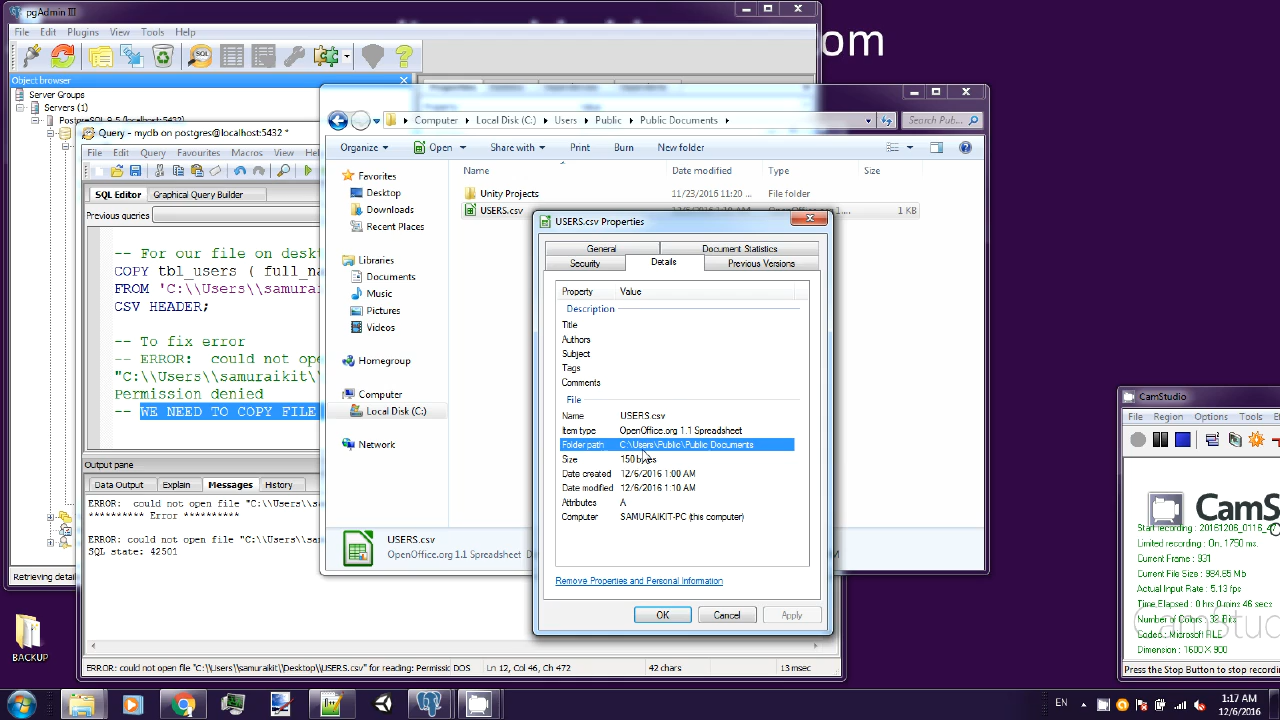 pgAdmin III
File Edit Plugins View Tools Help
om
Object browser
Server Groups
Servers (1)
PostgreSQL 9.5 (localhost:5432)
Query - mydb on postgres@localhost:5432 *
File Edit Query Favourites Macros View
SQL Editor Graphical Query Builder
Previous queries
-- For our file on deskt
COPY tbl_users ( full_na
FROM 'C:\\Users\\samurai
CSV HEADER;
-- To fix error
-- ERROR: could not ope
"C:\\Users\\samuraikit\
Permission denied
-- WE NEED TO COPY FILE
Output pane
Data Output Explain Messages History
ERROR: could not open file "C:\\Users\\s
********** Error **********
ERROR: could not open file "C:\\Users\\sa
SQL state: 42501
Retrieving detai
ERROR: could not open file "C:\\Users\\samuraikit\\Desktop\\USERS.csv" for reading: Permissic DOS Ln 12, Col 46, Ch 472 42 chars 13 msec
Computer Local Disk (C:) Users Public Public Documents
Search Pub...
Organize Open Share with Print Burn New folder
Favorites
Desktop
Downloads
Recent Places
Libraries
Documents
Music
Pictures
Videos
Homegroup
Computer
Local Disk (C:)
Network
Name Date modified Type Size
Unity Projects 11/23/2016 11:20 ... File folder
USERS.csv 1 KB
USERS.csv
OpenOffice.org 1.1 Spreadsheet
USERS.csv Properties
General Document Statistics
Security Details Previous Versions
Property Value
Description
Title
Authors
Subject
Tags
Comments
File
Name USERS.csv
Item type OpenOffice.org 1.1 Spreadsheet
Folder path C:\Users\Public\Public Documents
Size 150 bytes
Date created 12/6/2016 1:00 AM
Date modified 12/6/2016 1:10 AM
Attributes A
Computer SAMURAIKIT-PC (this computer)
Remove Properties and Personal Information
OK Cancel Apply
CamStudio
File Region Options Tools
CamS
Start recording : 20161206_0116_47
Limited recording : On, 1750 ms.
Current Frame : 931
Current File Size : 984.65 Mb
Actual Input Rate : 5.13 fps
Time Elapsed : 0 hrs 0 mins 46 secs
Number of Colors : 32 Bit
Codec : Microsoft RLE
Dimension : 1600 X 900
CamStud
Press the Stop Button to stop recordin
BACKUP
EN
1:17 AM
12/6/2016